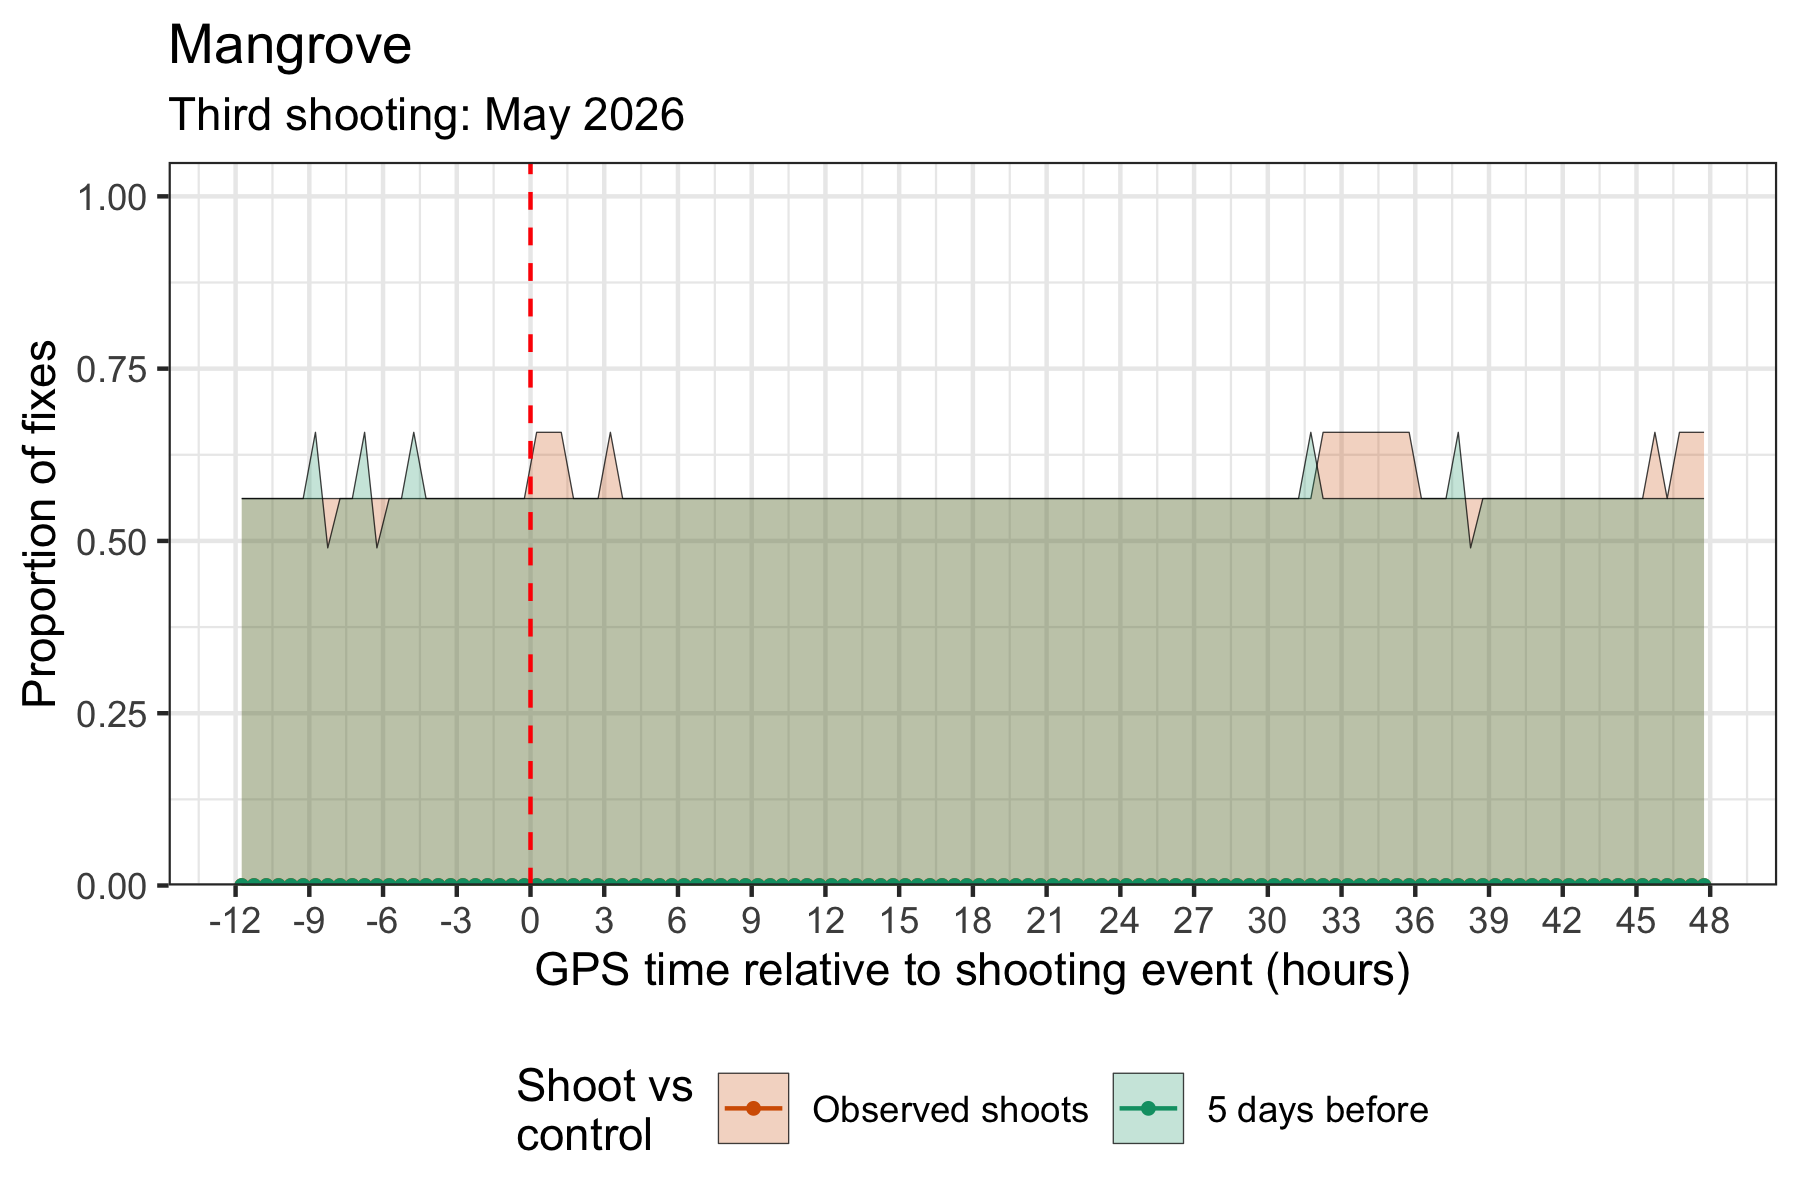 Mangrove
Third shooting: May 2026
1.00
0.75
0.50
0.25
0.00
Proportion of fixes
-12 -9 -6 -3 0 3 6 9 12 15 18 21 24 27 30 33 36 39 42 45 48
GPS time relative to shooting event (hours)
Shoot vs
control
Observed shoots
5 days before